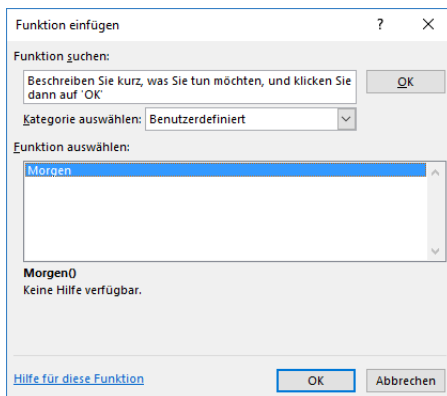 Funktion einfügen ? ×
Funktion suchen:
Beschreiben Sie kurz, was Sie tun möchten, und klicken Sie
dann auf 'OK'
OK
Kategorie auswählen: Benutzerdefiniert
Funktion auswählen:
Morgen
Morgen()
Keine Hilfe verfügbar.
Hilfe für diese Funktion OK Abbrechen